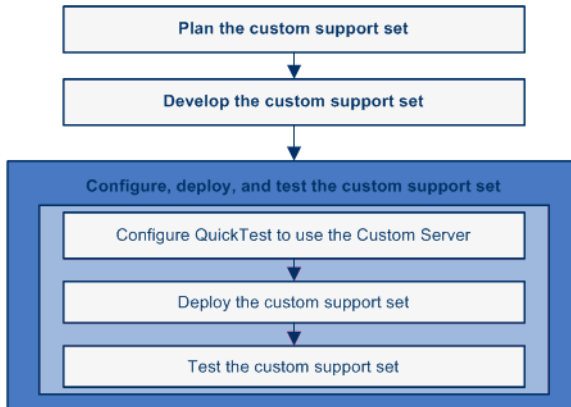 Plan the custom support set
Develop the custom support set
Configure, deploy, and test the custom support set
Configure QuickTest to use the Custom Server
Deploy the custom support set
Test the custom support set